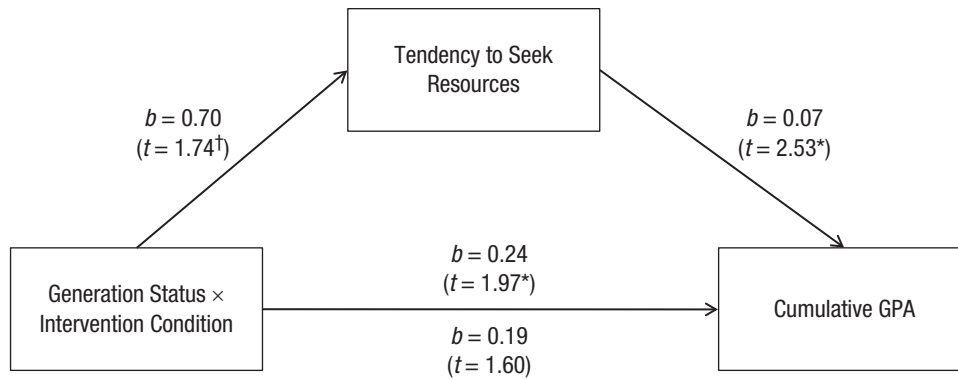 Tendency to Seek
Resources
b = 0.70
(t = 1.74†)
b = 0.07
(t = 2.53*)
Generation Status ×
Intervention Condition
b = 0.24
(t = 1.97*)
b = 0.19
(t = 1.60)
Cumulative GPA